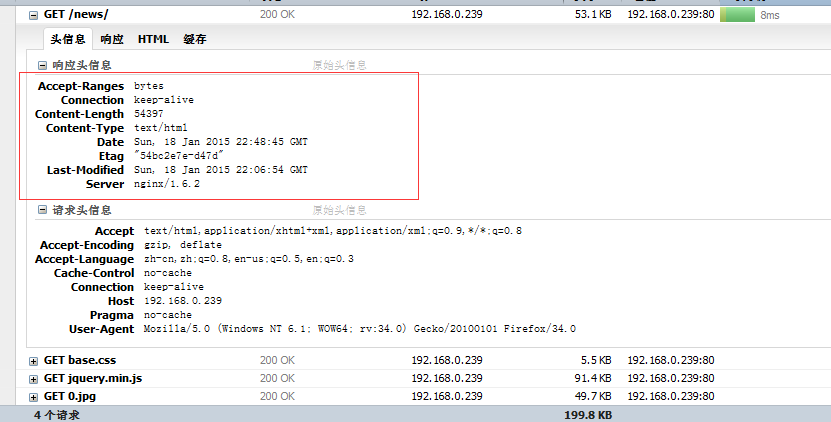 GET /news/ 200 OK 192.168.0.239 53.1 KB 192.168.0.239:80 8ms
头信息 响应 HTML 缓存
响应头信息 原始头信息
Accept-Ranges bytes
Connection keep-alive
Content-Length 54397
Content-Type text/html
Date Sun, 18 Jan 2015 22:48:45 GMT
Etag "54bc2e7e-d47d"
Last-Modified Sun, 18 Jan 2015 22:06:54 GMT
Server nginx/1.6.2
请求头信息 原始头信息
Accept text/html,application/xhtml+xml,application/xml;q=0.9,*/*;q=0.8
Accept-Encoding gzip, deflate
Accept-Language zh-cn,zh;q=0.8,en-us;q=0.5,en;q=0.3
Cache-Control no-cache
Connection keep-alive
Host 192.168.0.239
Pragma no-cache
User-Agent Mozilla/5.0 (Windows NT 6.1; WOW64; rv:34.0) Gecko/20100101 Firefox/34.0
GET base.css 200 OK 192.168.0.239 5.5 KB 192.168.0.239:80
GET jquery.min.js 200 OK 192.168.0.239 91.4 KB 192.168.0.239:80
GET 0.jpg 200 OK 192.168.0.239 49.7 KB 192.168.0.239:80
4 个请求 199.8 KB